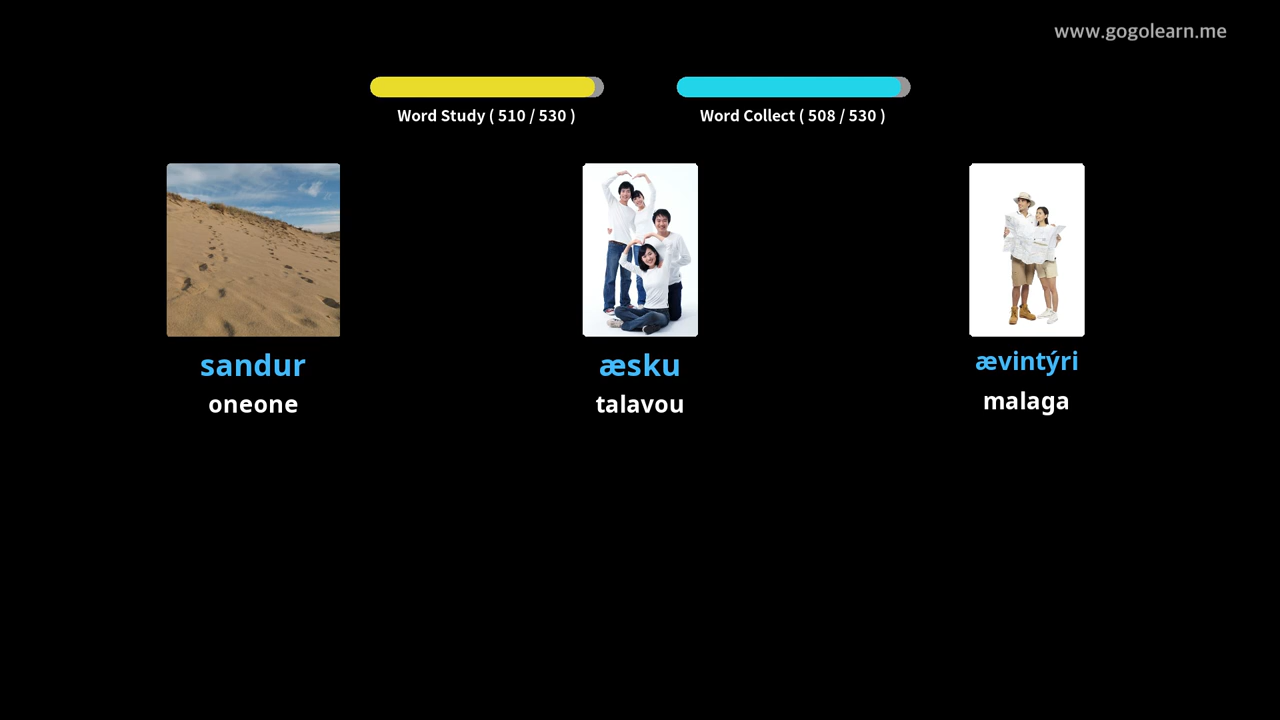 www.gogolearn.me
Word Study ( 510 / 530 )
Word Collect ( 508 / 530 )
sandur
oneone
æsku
talavou
ævintýri
malaga